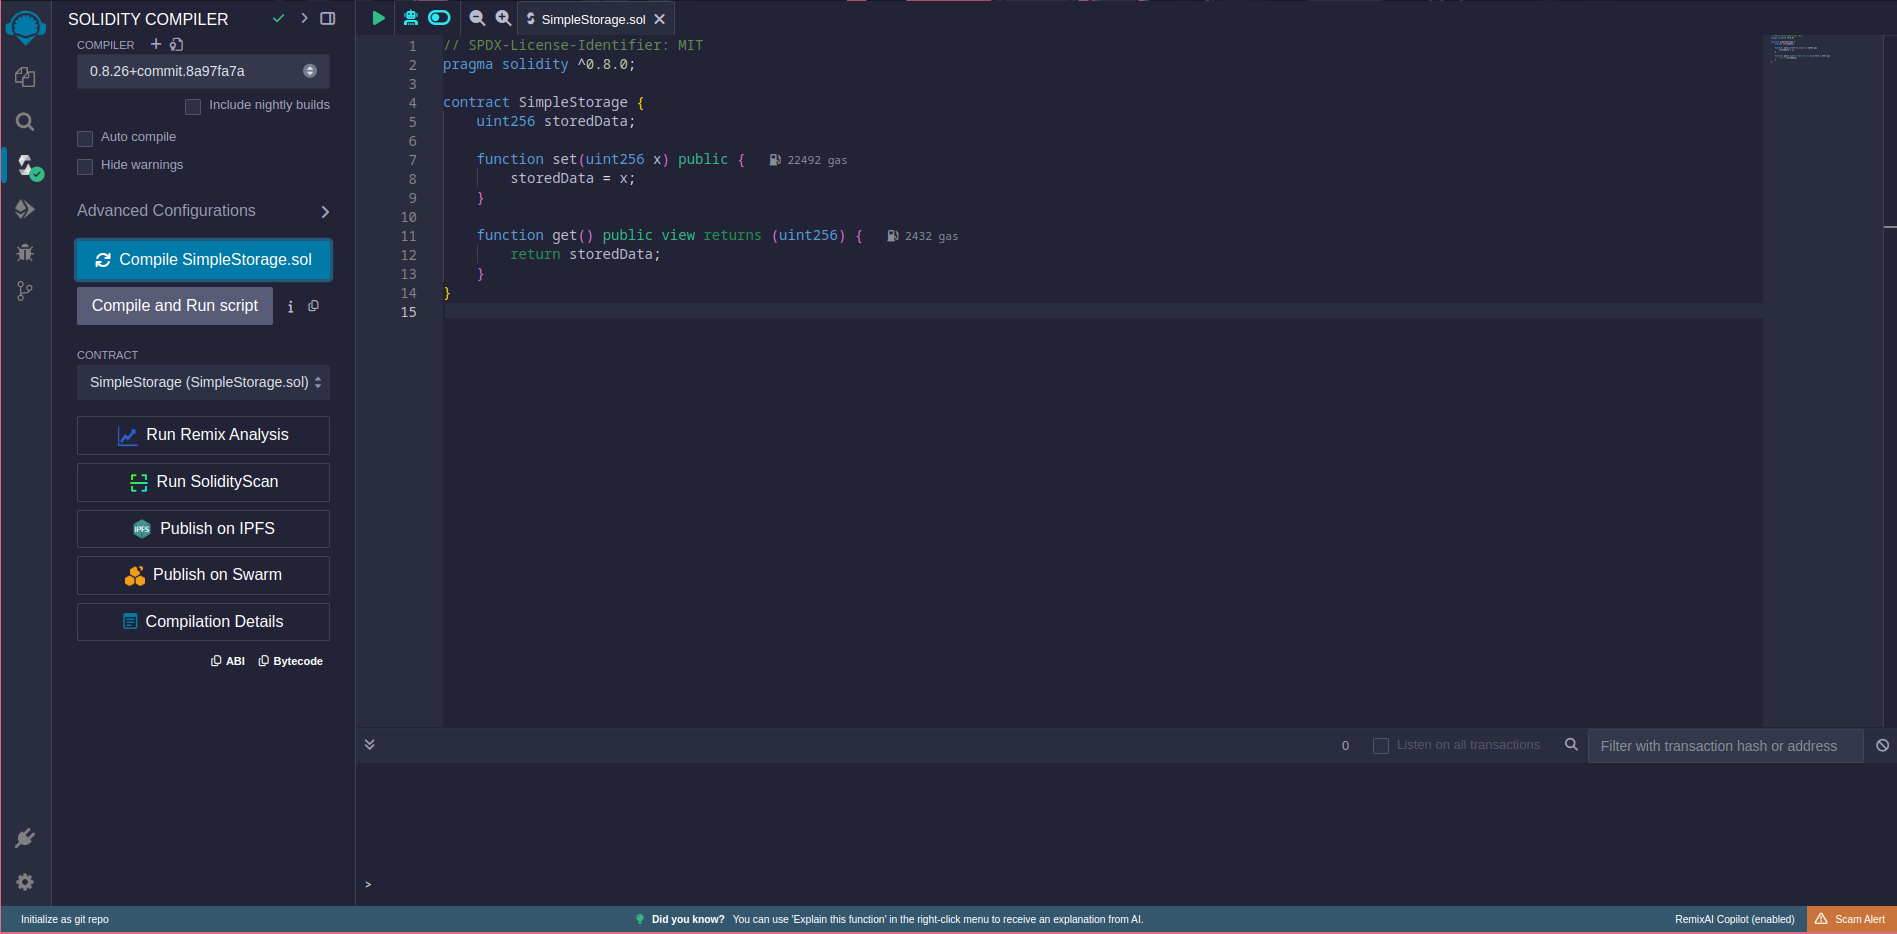 SOLIDITY COMPILER
COMPILER
0.8.26+commit.8a97fa7a
Include nightly builds
Auto compile
Hide warnings
Advanced Configurations
Compile SimpleStorage.sol
Compile and Run script
CONTRACT
SimpleStorage (SimpleStorage.sol)
Run Remix Analysis
Run SolidityScan
IPFS Publish on IPFS
Publish on Swarm
Compilation Details
ABI Bytecode
SimpleStorage.sol
1 // SPDX-License-Identifier: MIT
2 pragma solidity ^0.8.0;
3
4 contract SimpleStorage {
5 uint256 storedData;
6
7 function set(uint256 x) public { 22492 gas
8 storedData = x;
9 }
10
11 function get() public view returns (uint256) { 2432 gas
12 return storedData;
13 }
14 }
15
0 Listen on all transactions Filter with transaction hash or address
>
Initialize as git repo Did you know? You can use 'Explain this function' in the right-click menu to receive an explanation from AI. RemixAI Copilot (enabled) Scam Alert